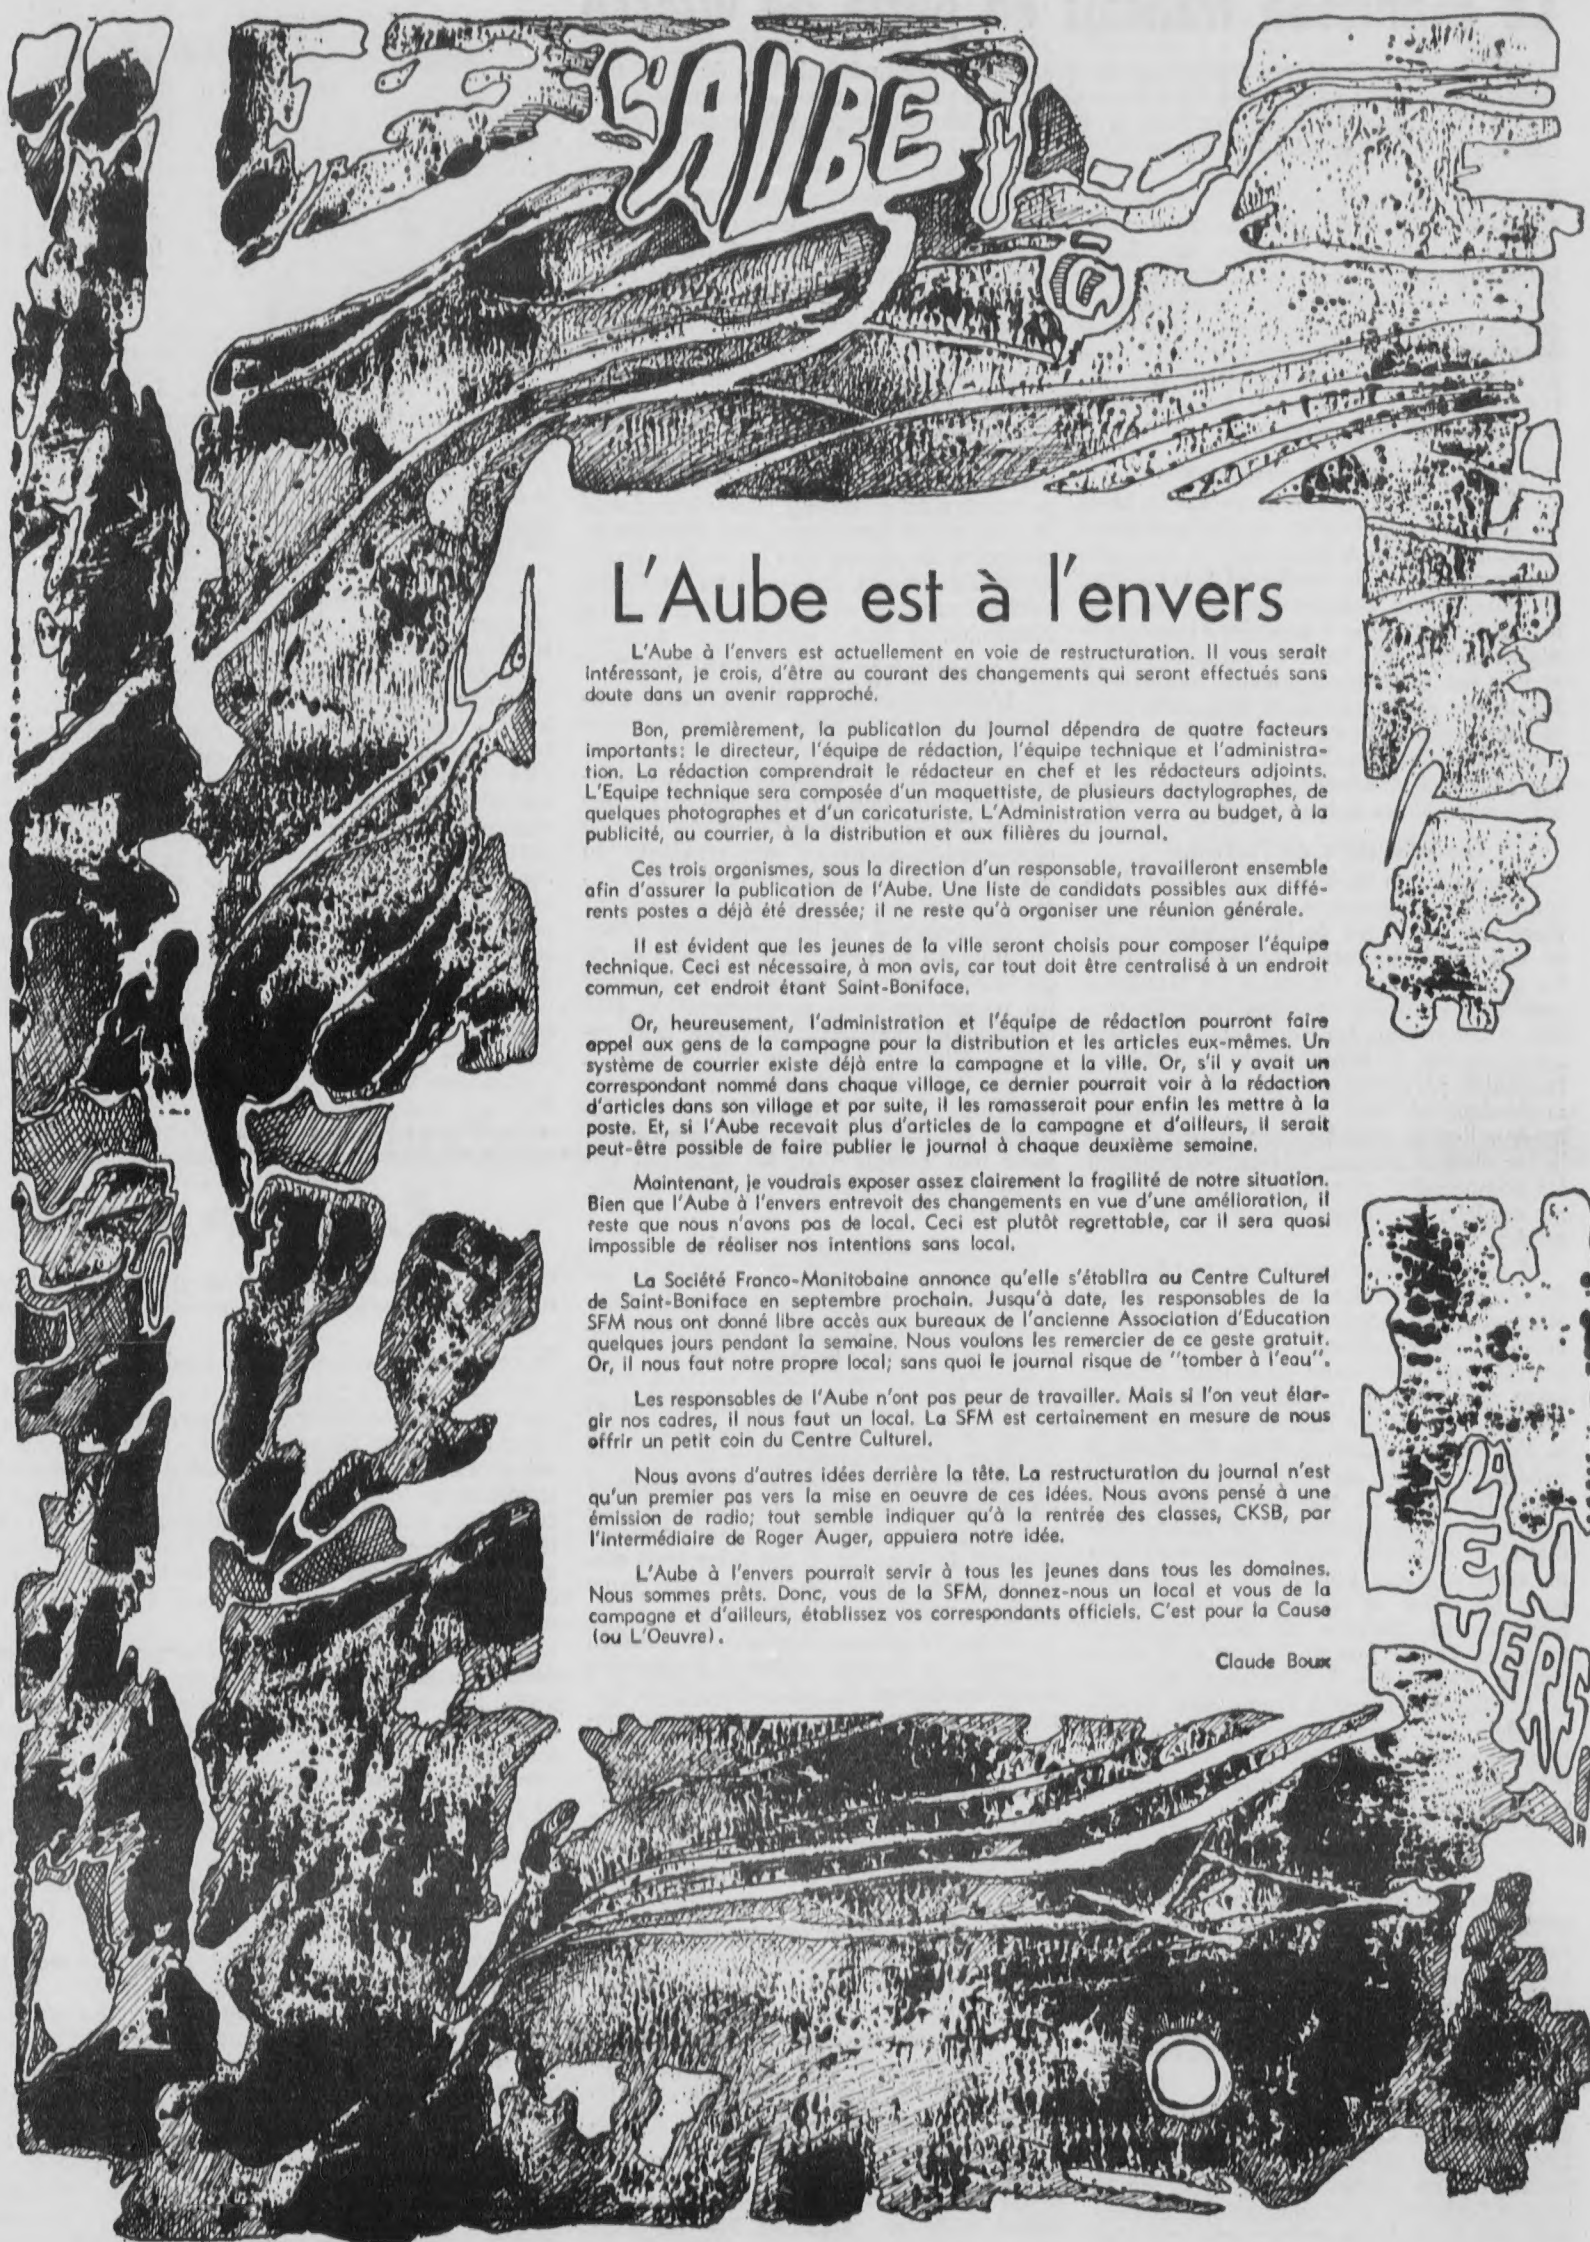 L'AUBE
L'Aube est à l'envers
L'Aube à l'envers est actuellement en voie de restructuration. Il vous serait
intéressant, je crois, d'être au courant des changements qui seront effectués sans
doute dans un avenir rapproché.
Bon, premièrement, la publication du journal dépendra de quatre facteurs
importants: le directeur, l'équipe de rédaction, l'équipe technique et l'administra-
tion. La rédaction comprendrait le rédacteur en chef et les rédacteurs adjoints.
L'Equipe technique sera composée d'un maquettiste, de plusieurs dactylographes, de
quelques photographes et d'un caricaturiste. L'Administration verra au budget, à la
publicité, au courrier, à la distribution et aux filières du journal.
Ces trois organismes, sous la direction d'un responsable, travailleront ensemble
afin d'assurer la publication de l'Aube. Une liste de candidats possibles aux diffé-
rents postes a déjà été dressée; il ne reste qu'à organiser une réunion générale.
Il est évident que les jeunes de la ville seront choisis pour composer l'équipe
technique. Ceci est nécessaire, à mon avis, car tout doit être centralisé à un endroit
commun, cet endroit étant Saint-Boniface.
Or, heureusement, l'administration et l'équipe de rédaction pourront faire
appel aux gens de la campagne pour la distribution et les articles eux-mêmes. Un
système de courrier existe déjà entre la campagne et la ville. Or, s'il y avait un
correspondant nommé dans chaque village, ce dernier pourrait voir à la rédaction
d'articles dans son village et par suite, il les ramasserait pour enfin les mettre à la
poste. Et, si l'Aube recevait plus d'articles de la campagne et d'ailleurs, il serait
peut-être possible de faire publier le journal à chaque deuxième semaine.
Maintenant, je voudrais exposer assez clairement la fragilité de notre situation.
Bien que l'Aube à l'envers entrevoit des changements en vue d'une amélioration, il
reste que nous n'avons pas de local. Ceci est plutôt regrettable, car il sera quasi
impossible de réaliser nos intentions sans local.
La Société Franco-Manitobaine annonce qu'elle s'établira au Centre Culturel
de Saint-Boniface en septembre prochain. Jusqu'à date, les responsables de la
SFM nous ont donné libre accès aux bureaux de l'ancienne Association d'Education
quelques jours pendant la semaine. Nous voulons les remercier de ce geste gratuit.
Or, il nous faut notre propre local; sans quoi le journal risque de "tomber à l'eau".
Les responsables de l'Aube n'ont pas peur de travailler. Mais si l'on veut élar-
gir nos cadres, il nous faut un local. La SFM est certainement en mesure de nous
offrir un petit coin du Centre Culturel.
Nous avons d'autres idées derrière la tête. La restructuration du journal n'est
qu'un premier pas vers la mise en oeuvre de ces idées. Nous avons pensé à une
émission de radio; tout semble indiquer qu'à la rentrée des classes, CKSB, par
l'intermédiaire de Roger Auger, appuiera notre idée.
L'Aube à l'envers pourrait servir à tous les jeunes dans tous les domaines.
Nous sommes prêts. Donc, vous de la SFM, donnez-nous un local et vous de la
campagne et d'ailleurs, établissez vos correspondants officiels. C'est pour la Cause
(ou L'Oeuvre).
Claude Boux
EN
VERS